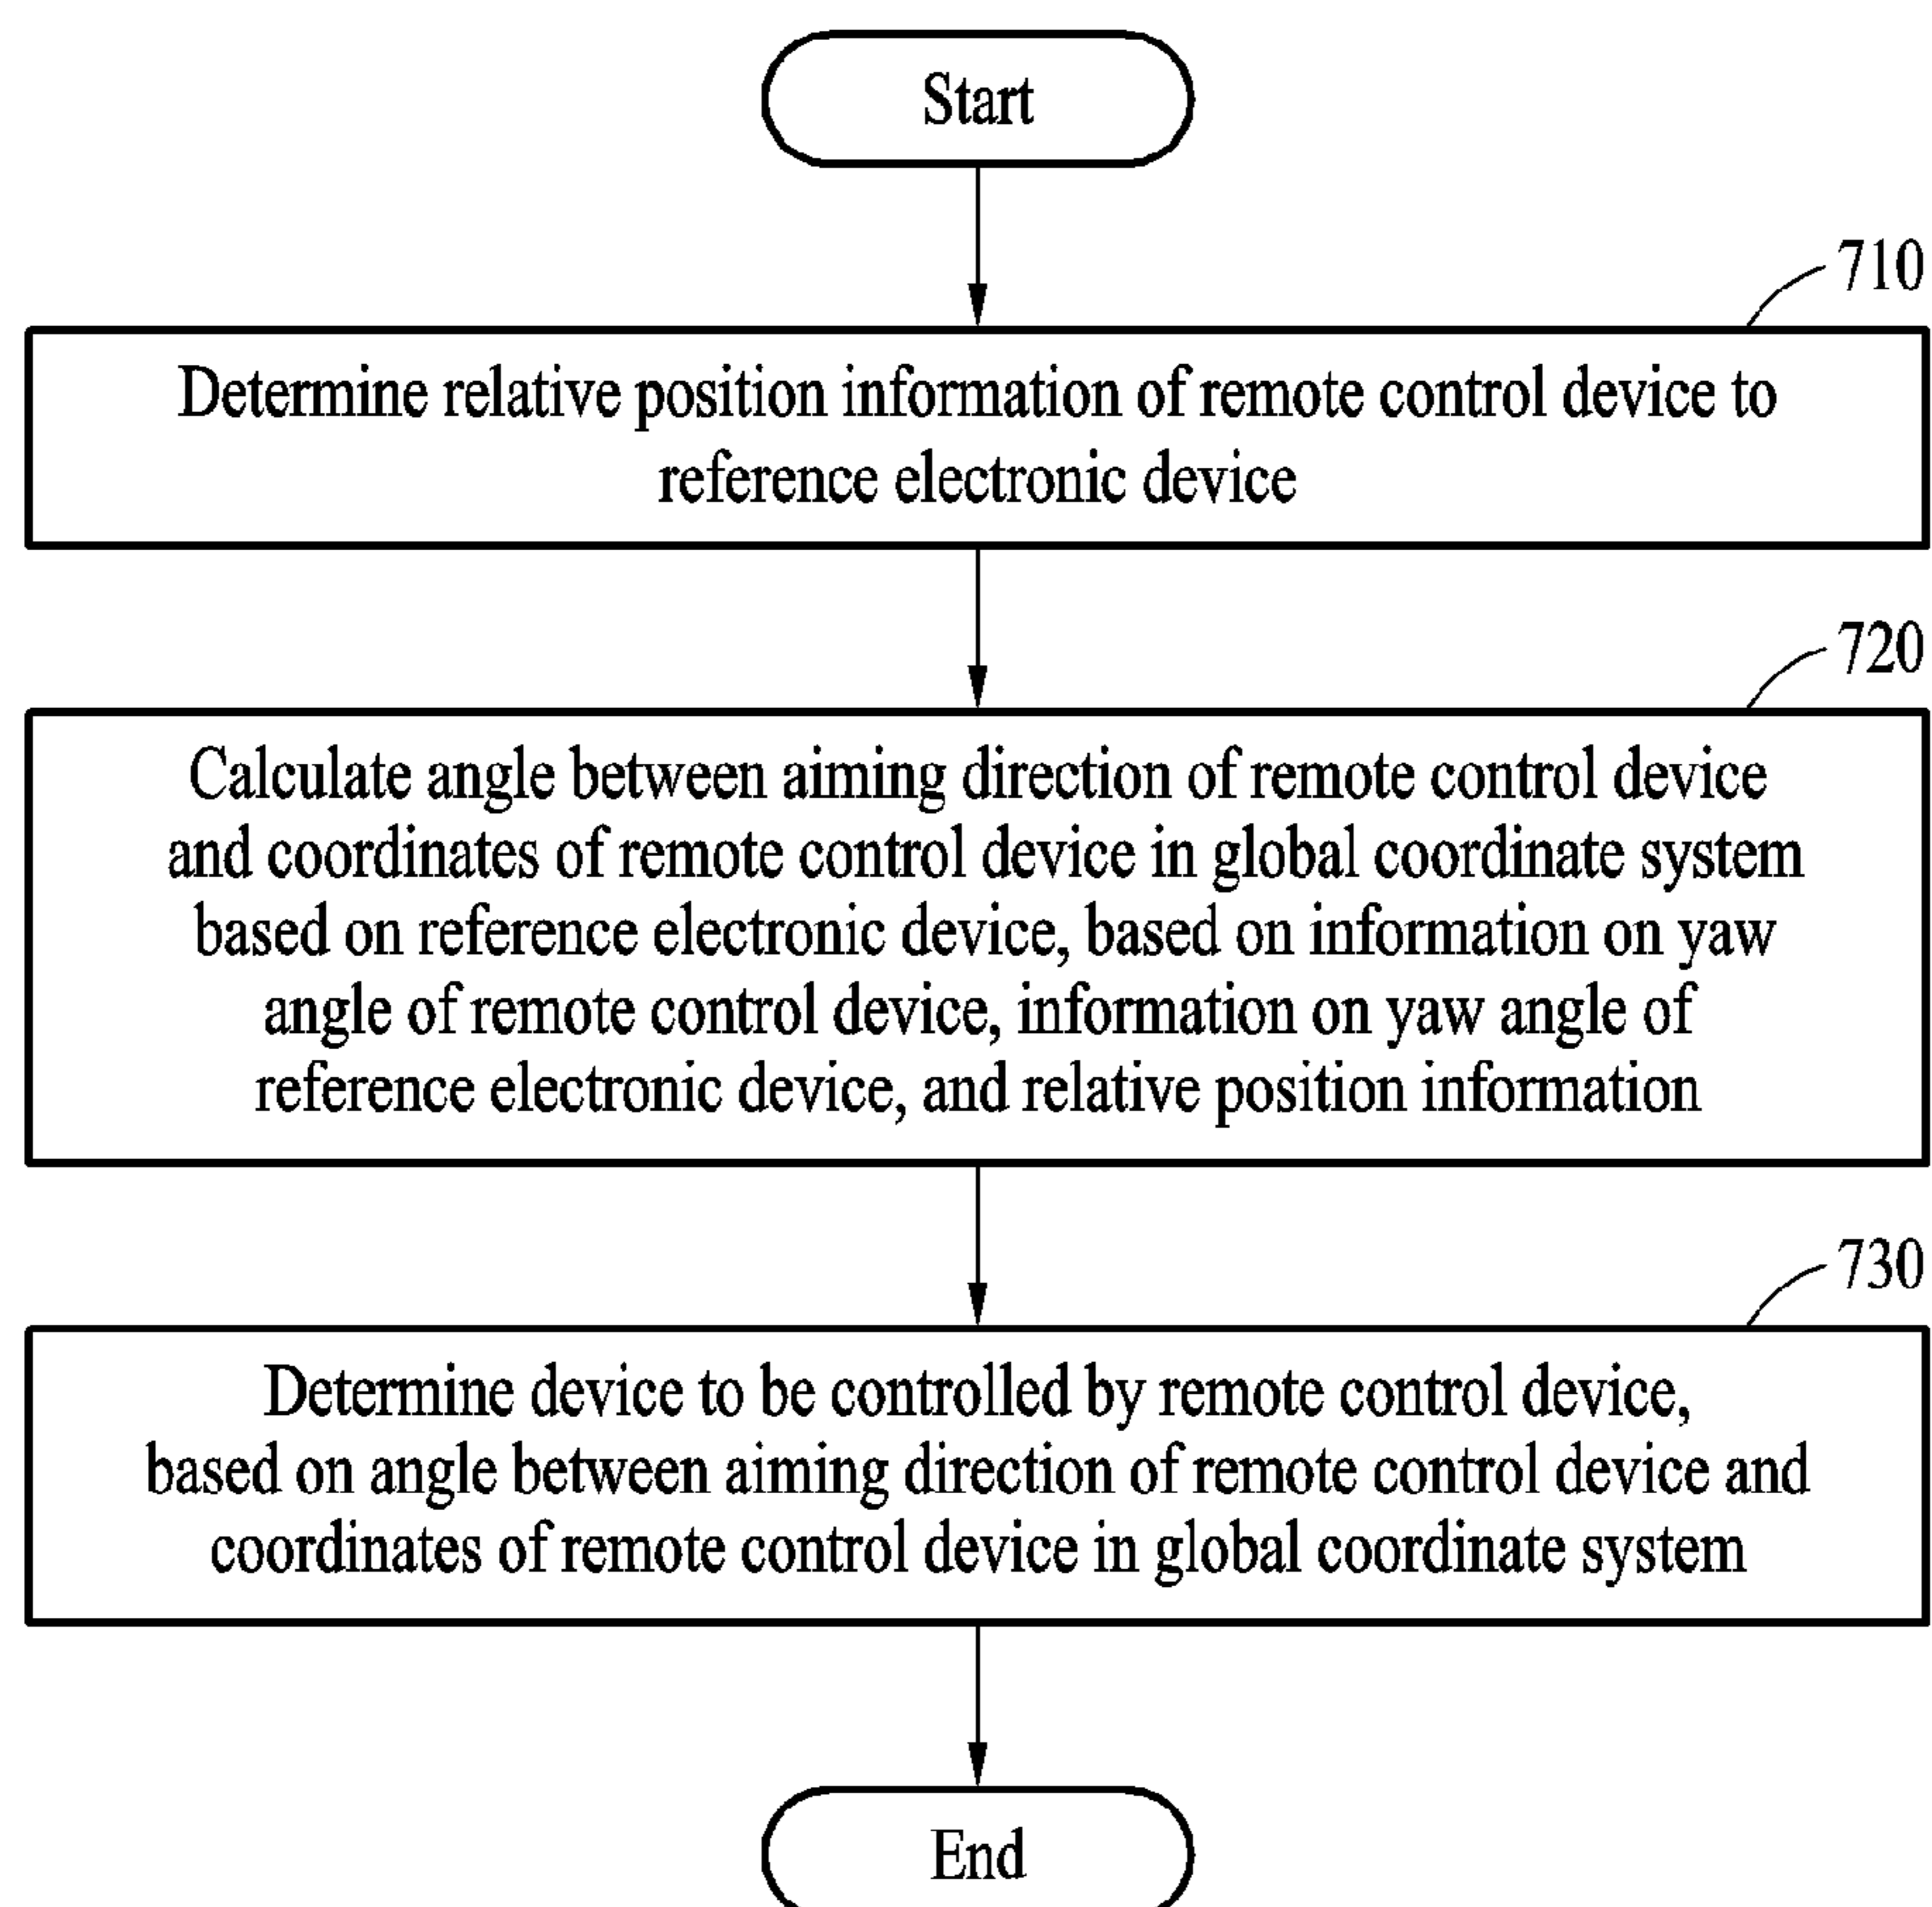 Start
710
Determine relative position information of remote control device to
reference electronic device
720
Calculate angle between aiming direction of remote control device
and coordinates of remote control device in global coordinate system
based on reference electronic device, based on information on yaw
angle of remote control device, information on yaw angle of
reference electronic device, and relative position information
730
Determine device to be controlled by remote control device,
based on angle between aiming direction of remote control device and
coordinates of remote control device in global coordinate system
End